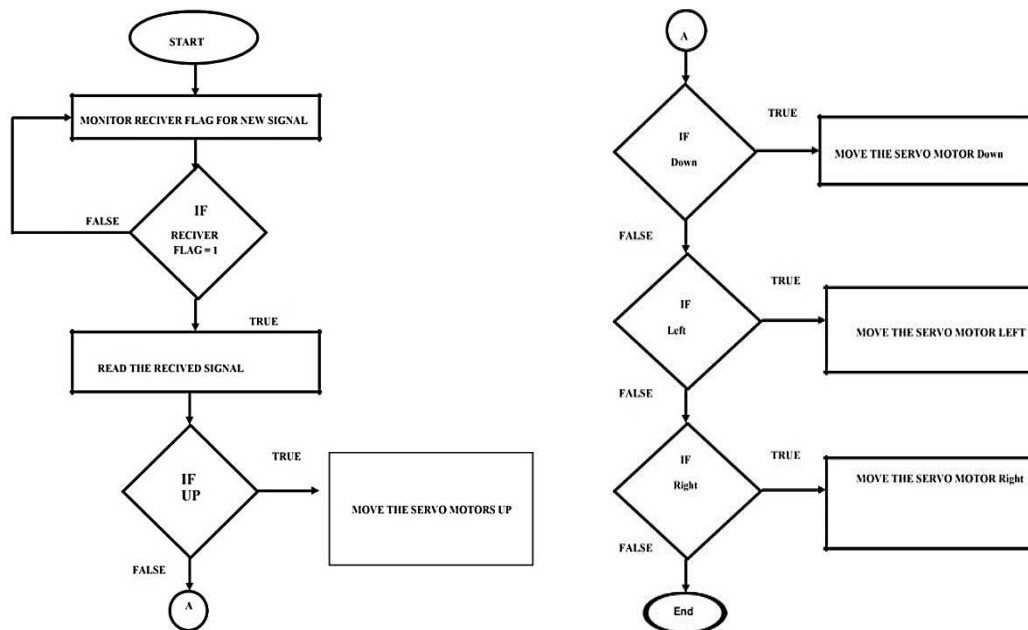 START
MONITOR RECIVER FLAG FOR NEW SIGNAL
IF
RECIVER
FLAG = 1
FALSE
TRUE
READ THE RECIVED SIGNAL
IF
UP
TRUE
MOVE THE SERVO MOTORS UP
FALSE
A
A
IF
Down
TRUE
MOVE THE SERVO MOTOR Down
FALSE
IF
Left
TRUE
MOVE THE SERVO MOTOR LEFT
FALSE
IF
Right
TRUE
MOVE THE SERVO MOTOR Right
FALSE
End